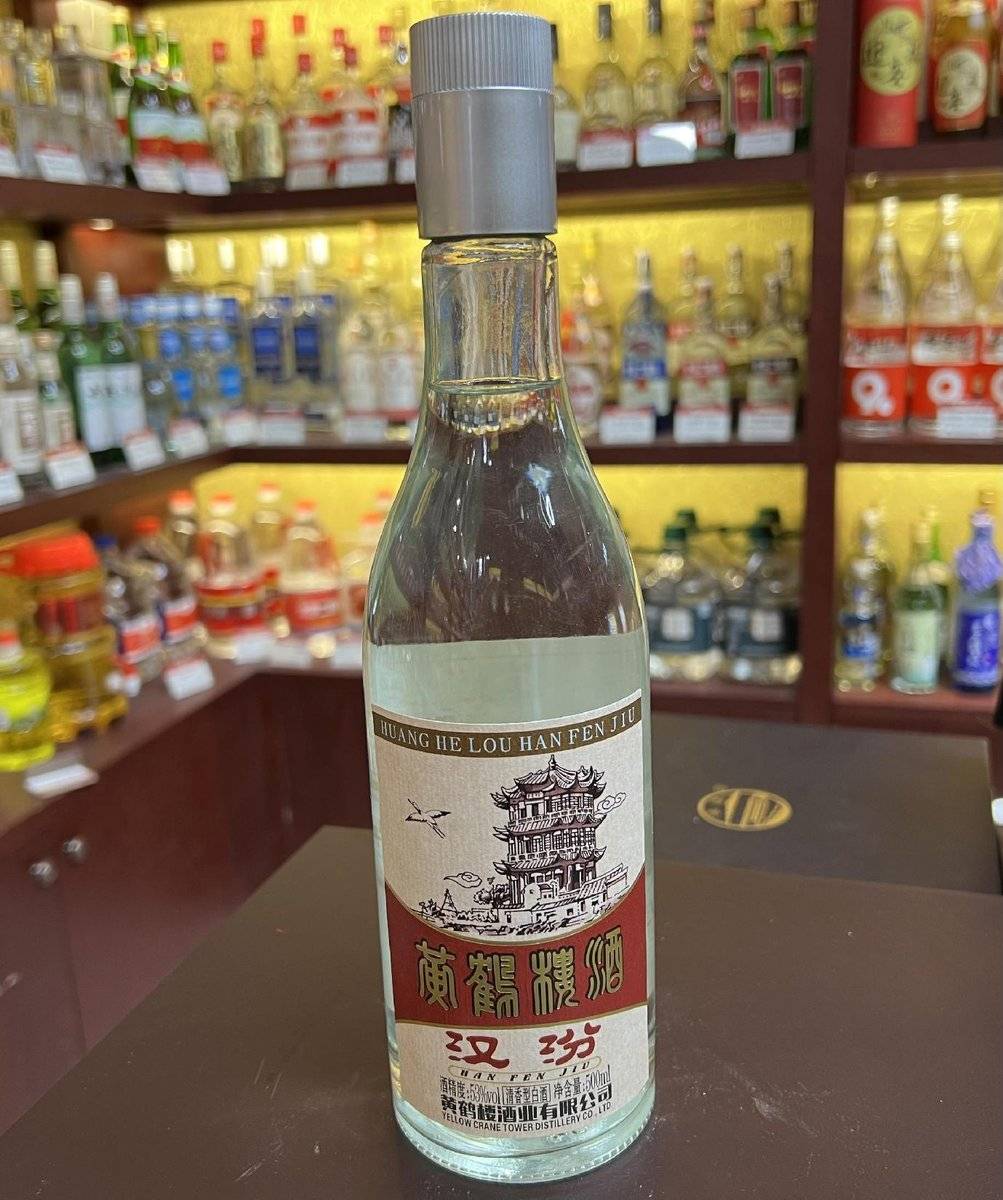 HUANG HE LOU HAN FEN JIU
黄鹤楼酒
汉汾
HAN FEN JIU
酒精度:53%vol 清香型白酒 净含量:500ml
黄鹤楼酒业有限公司
YELLOW CRANE TOWER DISTILLERY CO., LTD